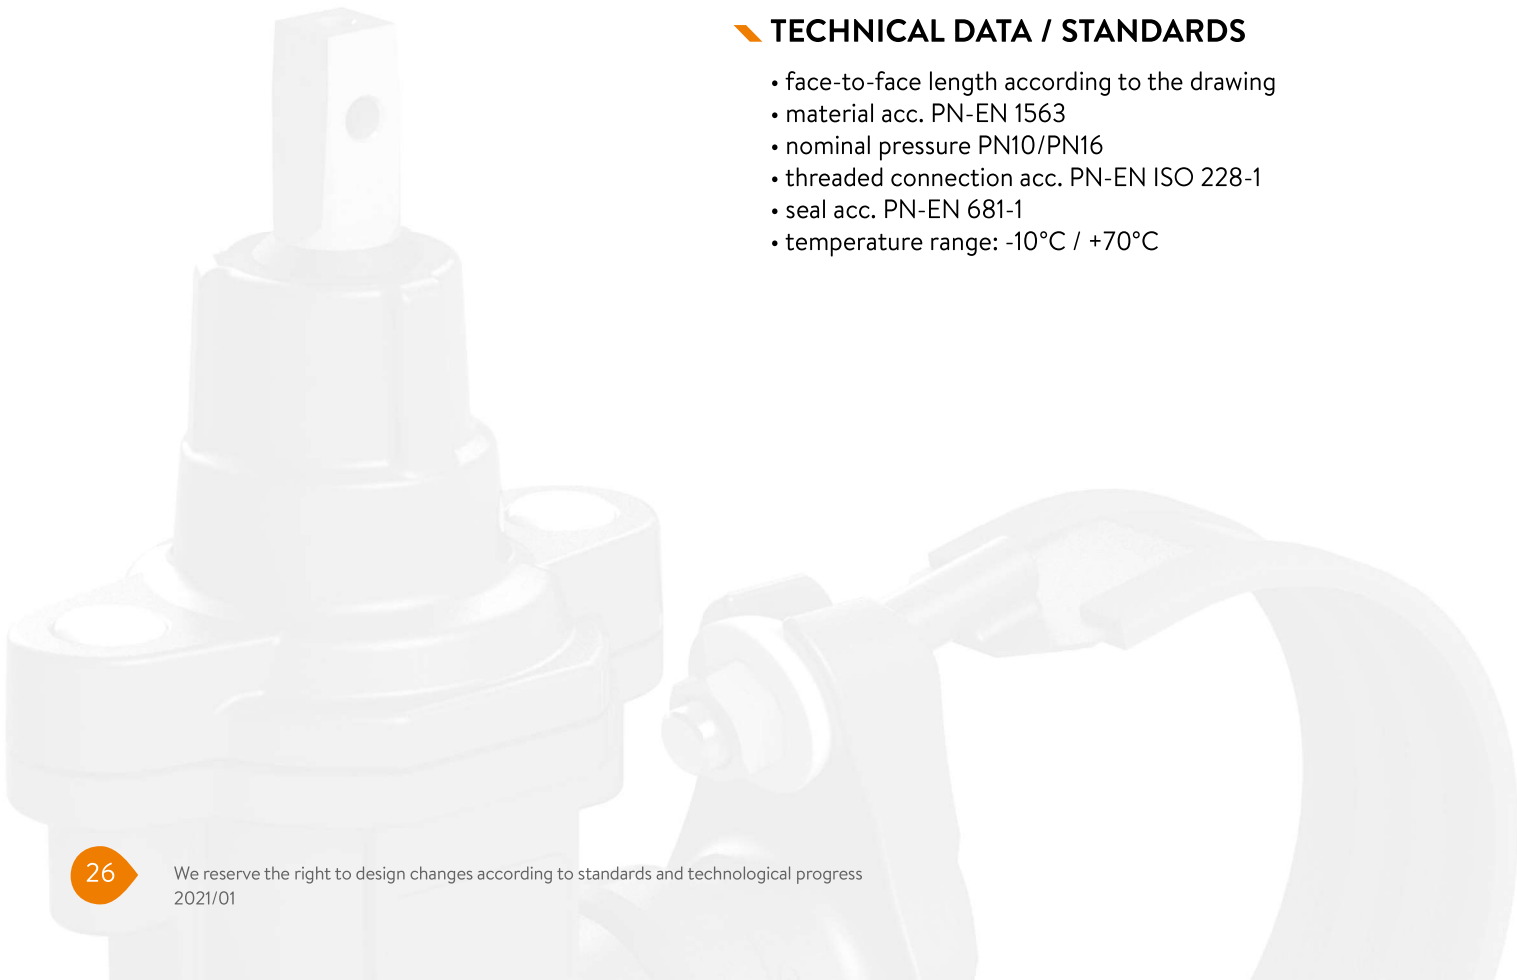 TECHNICAL DATA / STANDARDS
• face-to-face length according to the drawing
• material acc. PN-EN 1563
• nominal pressure PN10/PN16
• threaded connection acc. PN-EN ISO 228-1
• seal acc. PN-EN 681-1
• temperature range: -10°C / +70°C
26
We reserve the right to design changes according to standards and technological progress
2021/01